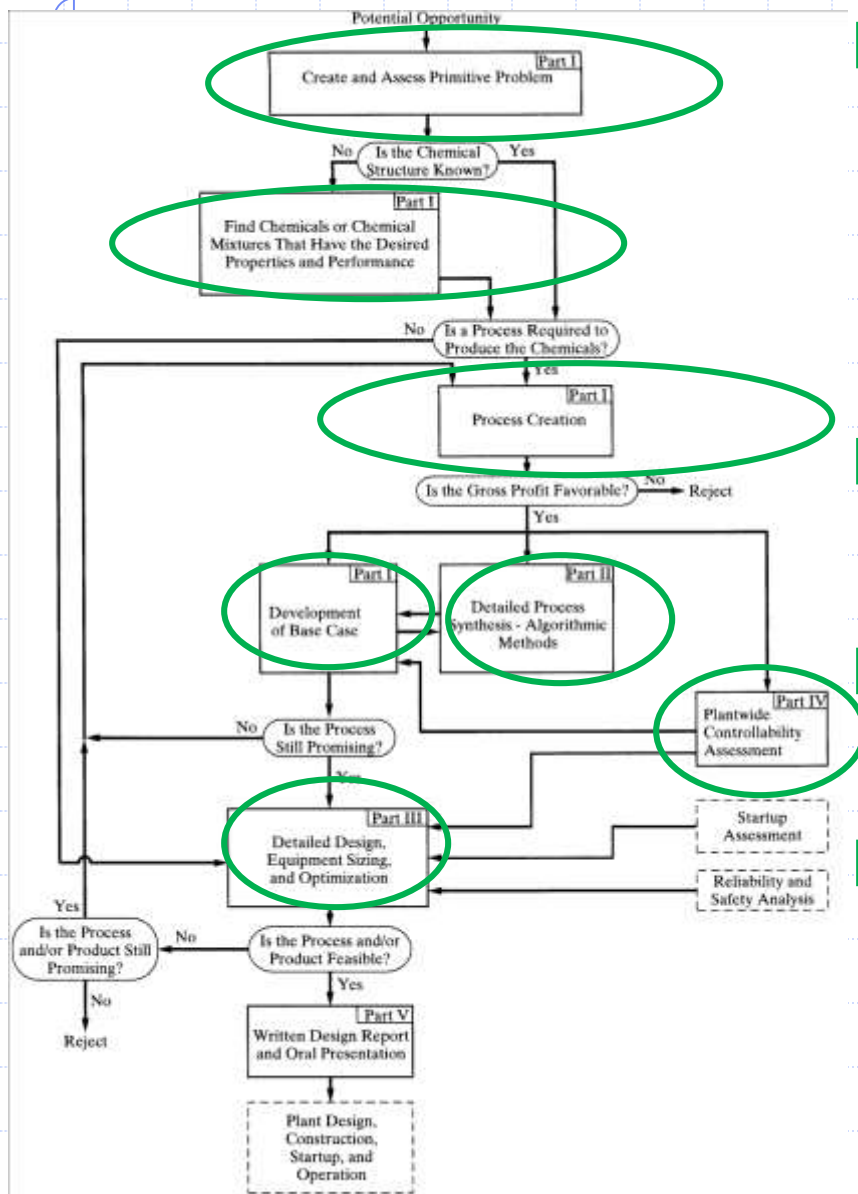 Potential Opportunity
Part I
Create and Assess Primitive Problem
No
Is the Chemical
Structure Known?
Yes
Part I
Find Chemicals or Chemical
Mixtures That Have the Desired
Properties and Performance
No
Is a Process Required to
Produce the Chemicals?
Yes
Part I
Process Creation
Is the Gross Profit Favorable?
No
Reject
Yes
Part I
Development
of Base Case
Part II
Detailed Process
Synthesis - Algorithmic
Methods
Part IV
Plantwide
Controllability
Assessment
No
Is the Process
Still Promising?
Yes
Part III
Detailed Design,
Equipment Sizing,
and Optimization
Startup
Assessment
Reliability and
Safety Analysis
Yes
Is the Process
and/or Product Still
Promising?
No
Is the Process and/or
Product Feasible?
No
Reject
Yes
Part V
Written Design Report
and Oral Presentation
Plant Design,
Construction,
Startup, and
Operation